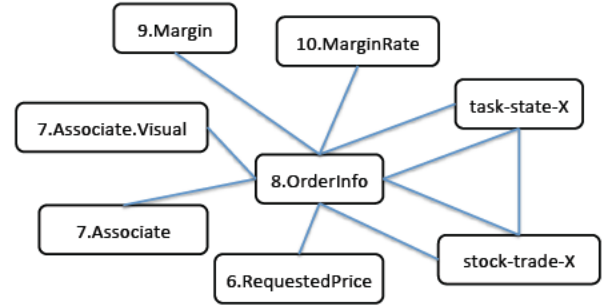 9.Margin
10.MarginRate
task-state-X
7.Associate.Visual
8.OrderInfo
7.Associate
stock-trade-X
6.RequestedPrice